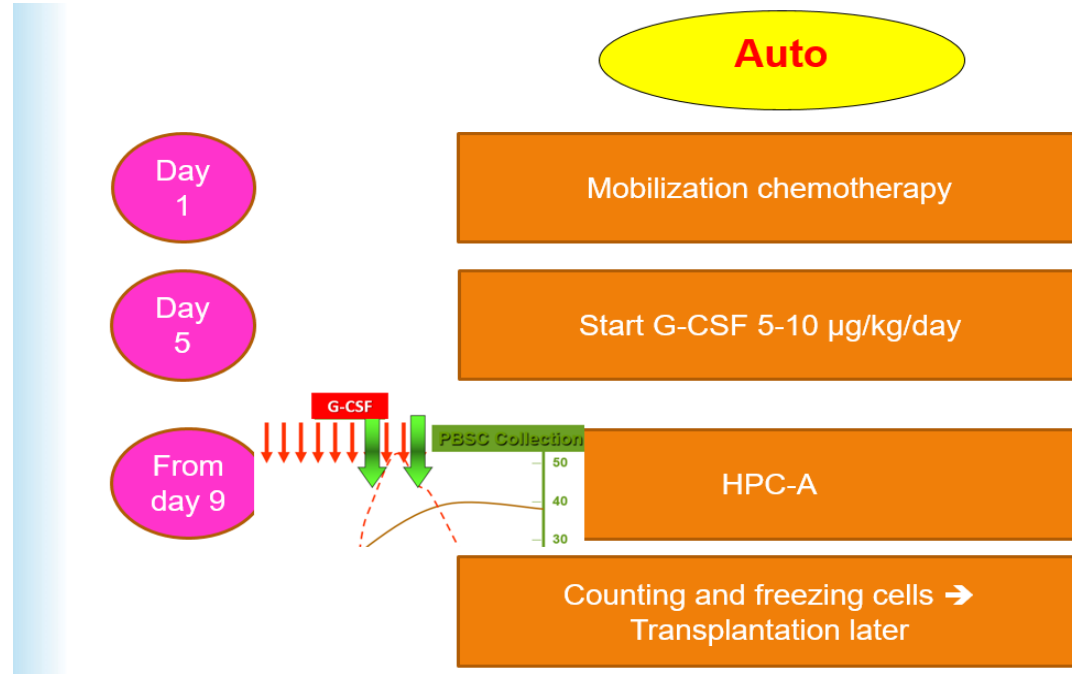 Auto
Day
1
Mobilization chemotherapy
Day
5
Start G-CSF 5-10 µg/kg/day
From
day 9
G-CSF
PBSC Collection
50
40
30
HPC-A
Counting and freezing cells ➔
Transplantation later